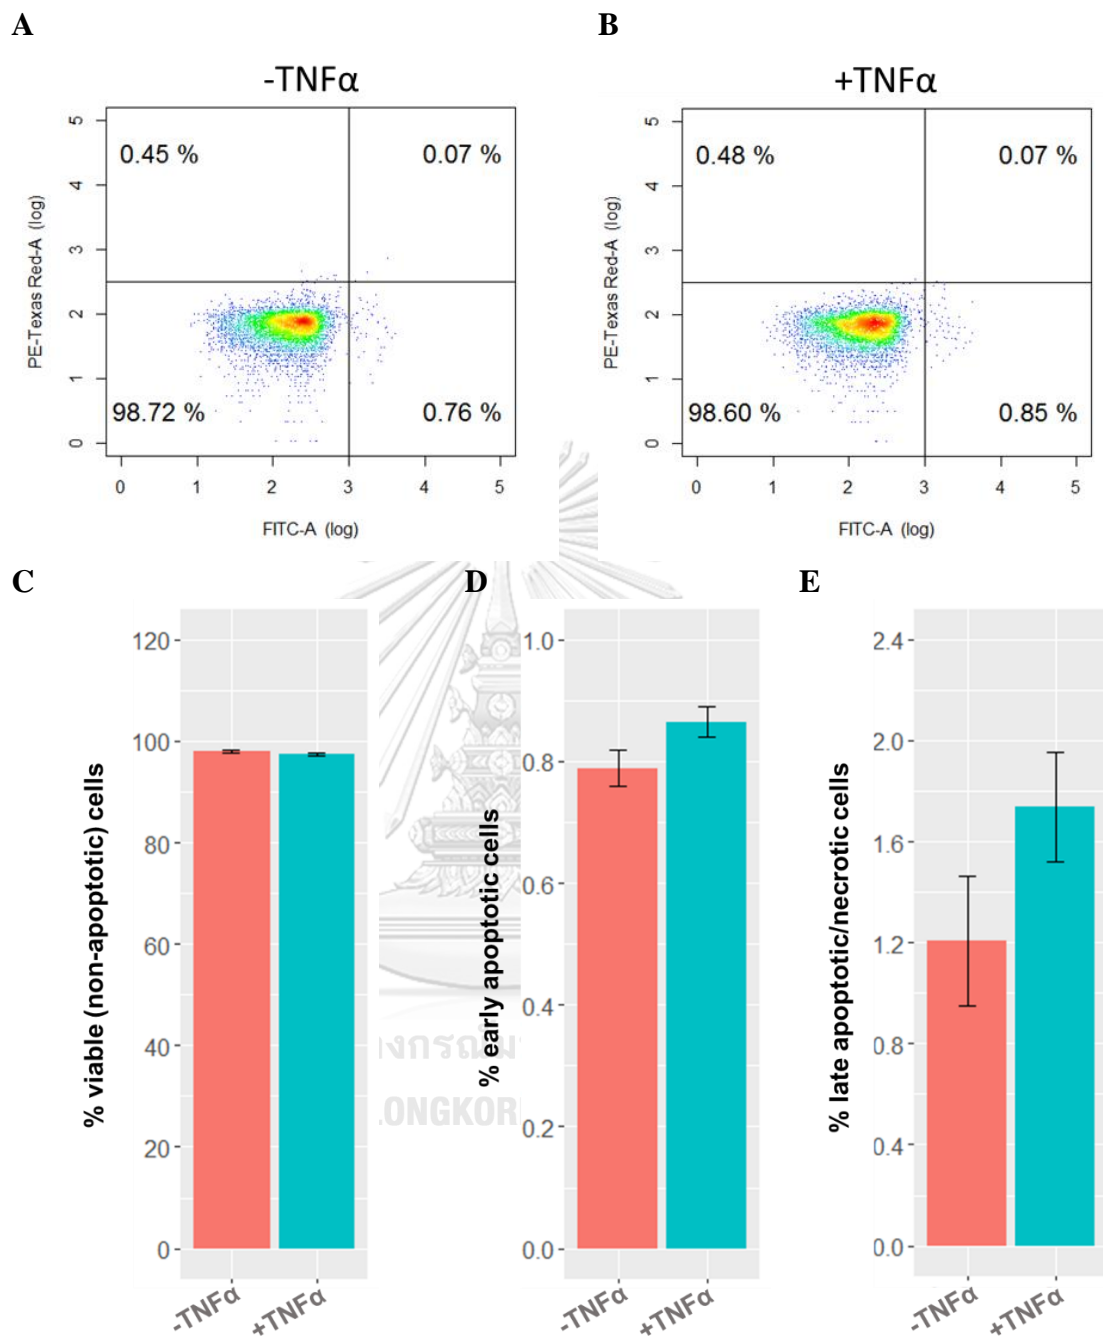 A
B
-TNFα
+TNFα
5
4
3
2
1
0
PE-Texas Red-A (log)
0.45 %
0.07 %
98.72 %
0.76 %
0 1 2 3 4 5
FITC-A (log)
5
4
3
2
1
0
PE-Texas Red-A (log)
0.48 %
0.07 %
98.60 %
0.85 %
0 1 2 3 4 5
FITC-A (log)
C
D
E
% viable (non-apoptotic) cells
120
100
80
60
40
20
0
-TNFα
+TNFα
% early apoptotic cells
1.0
0.8
0.6
0.4
0.2
0.0
-TNFα
+TNFα
% late apoptotic/necrotic cells
2.4
2.0
1.6
1.2
0.8
0.4
0.0
-TNFα
+TNFα